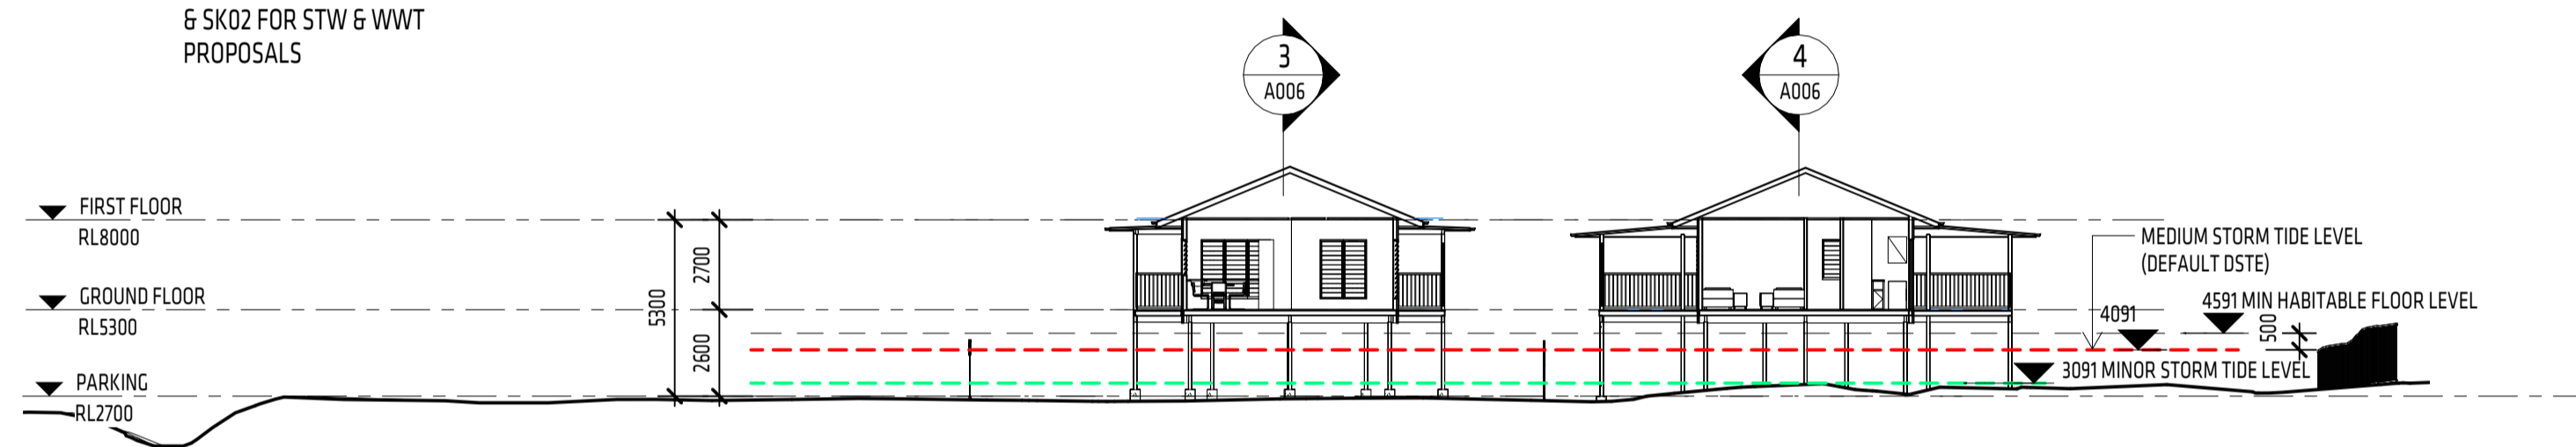 & SK02 FOR STW & WWT
PROPOSALS
3
A006
4
A006
FIRST FLOOR
RL8000
GROUND FLOOR
RL5300
PARKING
RL2700
5300
2700
2600
MEDIUM STORM TIDE LEVEL
(DEFAULT DSTE)
4591 MIN HABITABLE FLOOR LEVEL
4091
500
3091 MINOR STORM TIDE LEVEL